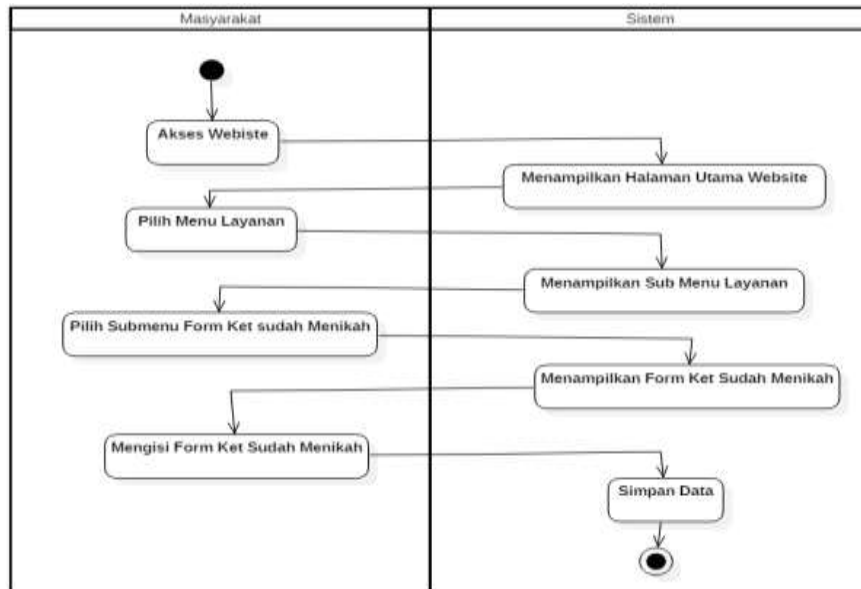 Masyarakat
Sistem
Akses Webiste
Menampilkan Halaman Utama Website
Pilih Menu Layanan
Menampilkan Sub Menu Layanan
Pilih Submenu Form Ket sudah Menikah
Menampilkan Form Ket Sudah Menikah
Mengisi Form Ket Sudah Menikah
Simpan Data